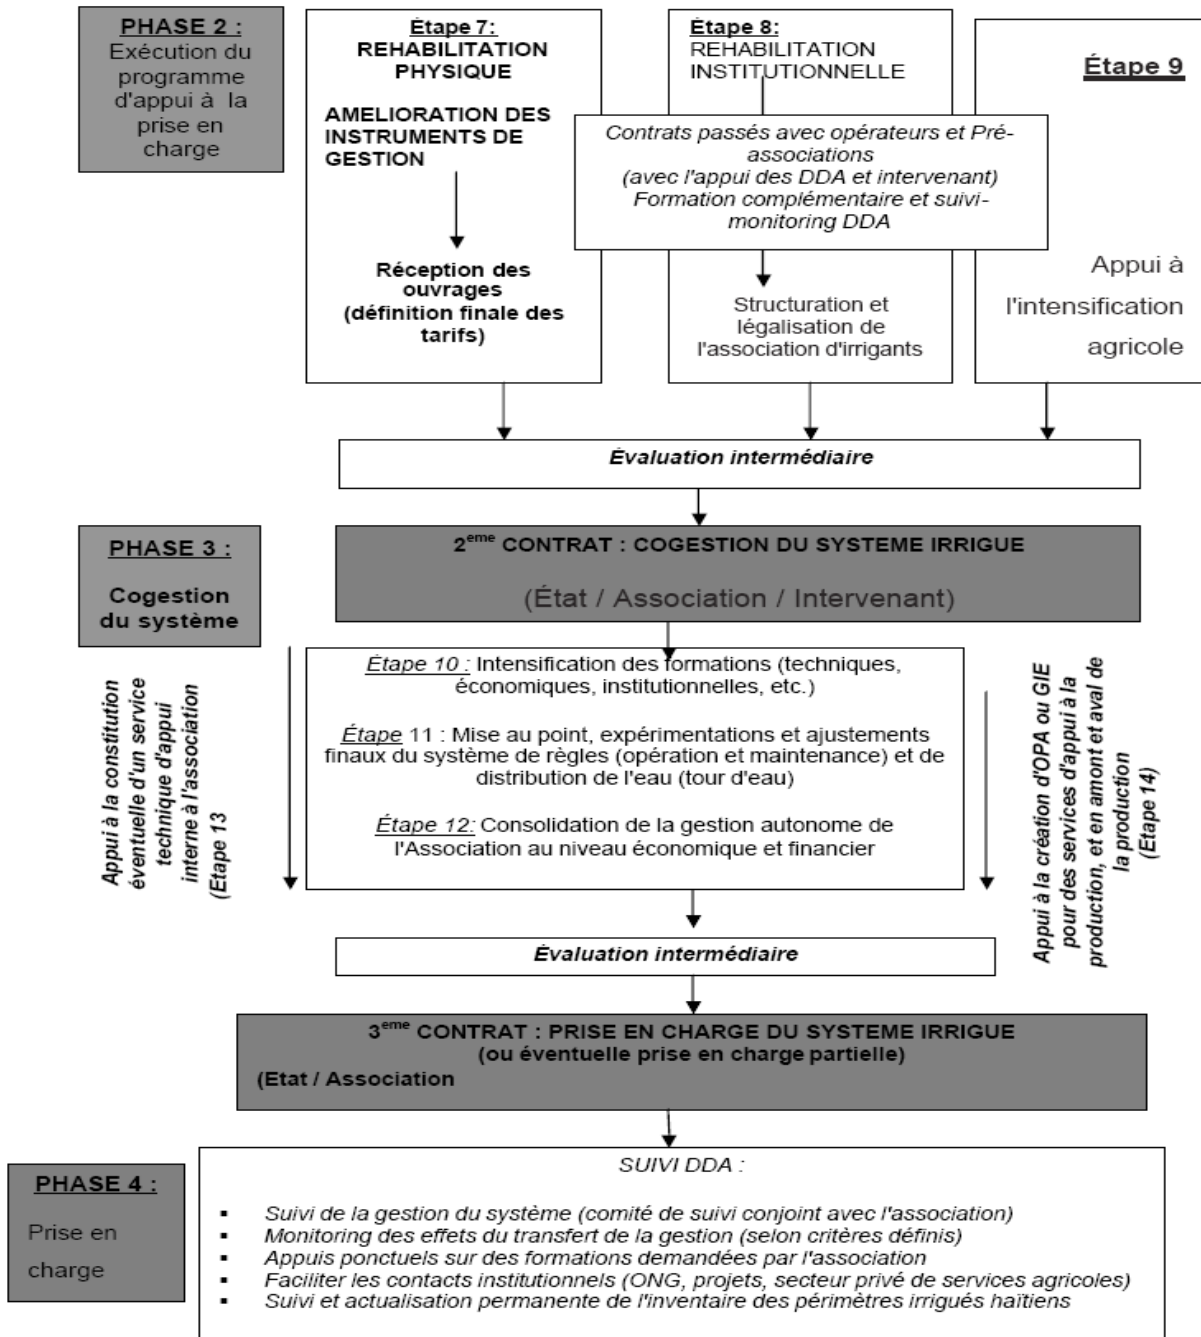 PHASE 2 :
Exécution du
programme
d'appui à la
prise en
charge
Étape 7:
REHABILITATION
PHYSIQUE
AMELIORATION DES
INSTRUMENTS DE
GESTION
Réception des
ouvrages
(définition finale des
tarifs)
Étape 8:
REHABILITATION
INSTITUTIONNELLE
Contrats passés avec opérateurs et Pré-
associations
(avec l'appui des DDA et intervenant)
Formation complémentaire et suivi-
monitoring DDA
Structuration et
légalisation de
l'association d'irrigants
Étape 9
Appui à
l'intensification
agricole
Évaluation intermédiaire
PHASE 3 :
Cogestion
du système
2eme CONTRAT : COGESTION DU SYSTEME IRRIGUE
(État / Association / Intervenant)
Appui à la constitution
éventuelle d'un service
technique d'appui
interne à l'association
(Etape 13
Étape 10 : Intensification des formations (techniques,
économiques, institutionnelles, etc.)
Étape 11 : Mise au point, expérimentations et ajustements
finaux du système de règles (opération et maintenance) et de
distribution de l'eau (tour d'eau)
Étape 12: Consolidation de la gestion autonome de
l'Association au niveau économique et financier
Appui à la création d'OPA ou GIE
pour des services d'appui à la
production, et en amont et aval de
la production
(Etape 14)
Évaluation intermédiaire
3eme CONTRAT : PRISE EN CHARGE DU SYSTEME IRRIGUE
(ou éventuelle prise en charge partielle)
(Etat / Association
PHASE 4 :
Prise en
charge
SUIVI DDA :
▪ Suivi de la gestion du système (comité de suivi conjoint avec l'association)
▪ Monitoring des effets du transfert de la gestion (selon critères définis)
▪ Appuis ponctuels sur des formations demandées par l'association
▪ Faciliter les contacts institutionnels (ONG, projets, secteur privé de services agricoles)
▪ Suivi et actualisation permanente de l'inventaire des périmètres irrigués haïtiens